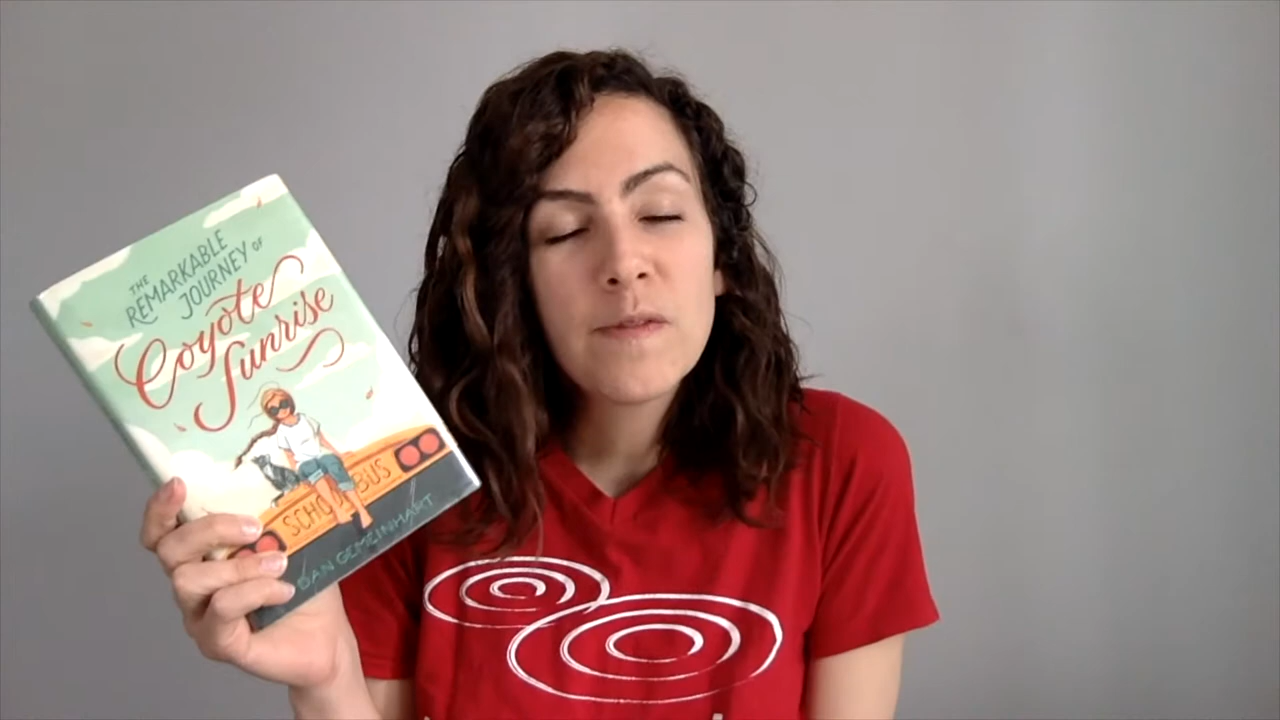 THE
REMARKABLE
JOURNEY OF
Coyote
Sunrise
SCHOOL BUS
DAN GEMEINHART